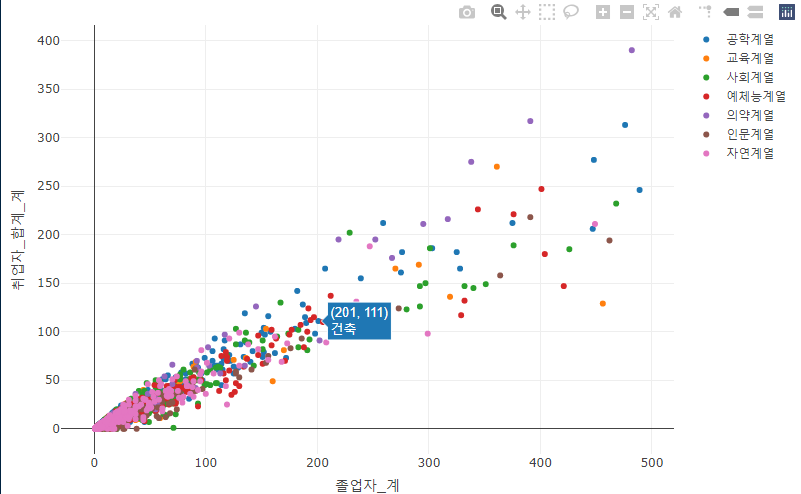 400
350
300
250
200
150
100
50
0
취업자_합계_계
0
100
200
300
400
500
졸업자_계
(201, 111)
건축
공학계열
교육계열
사회계열
예체능계열
의약계열
인문계열
자연계열